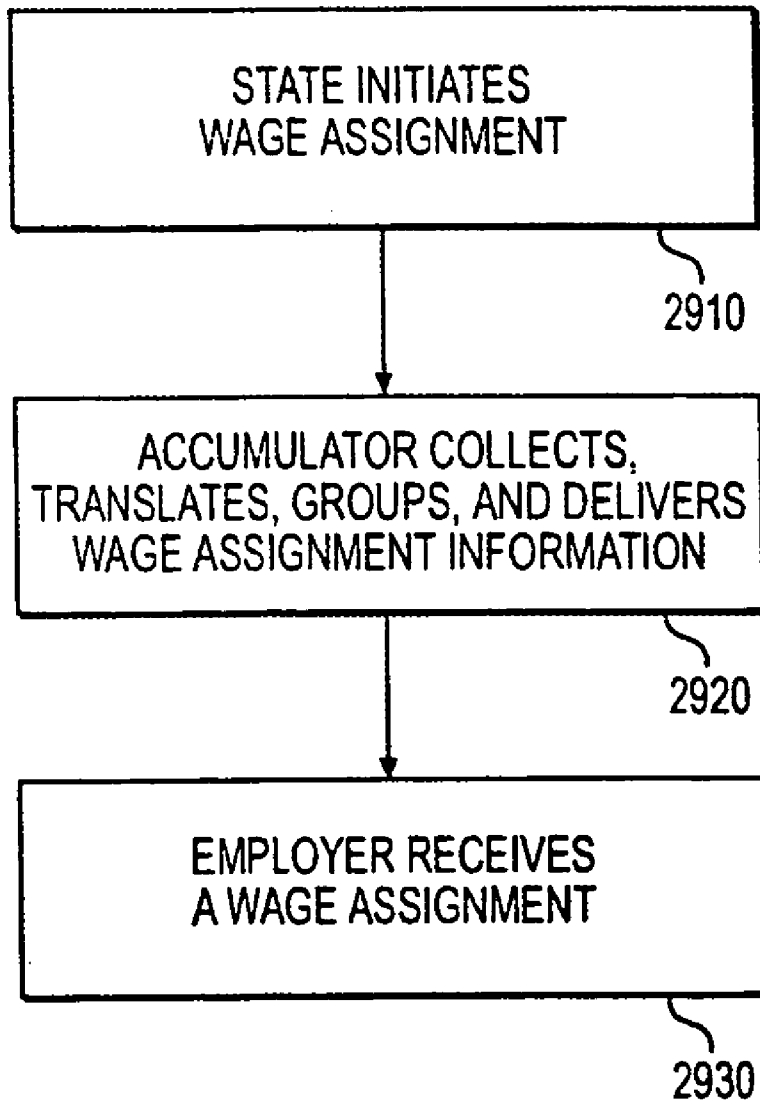 STATE INITIATES
WAGE ASSIGNMENT
2910
ACCUMULATOR COLLECTS,
TRANSLATES, GROUPS, AND DELIVERS
WAGE ASSIGNMENT INFORMATION
2920
EMPLOYER RECEIVES
A WAGE ASSIGNMENT
2930